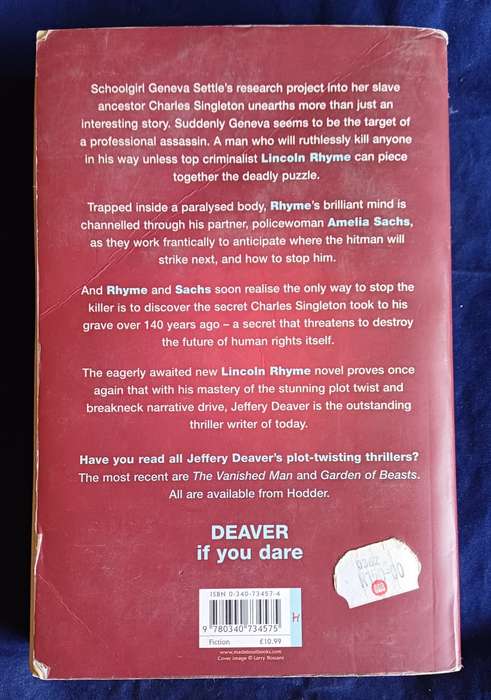 Schoolgirl Geneva Settle's research project into her slave
ancestor Charles Singleton unearths more than just an
interesting story. Suddenly Geneva seems to be the target of
a professional assassin. A man who will ruthlessly kill anyone
in his way unless top criminalist Lincoln Rhyme can piece
together the deadly puzzle.
Trapped inside a paralysed body, Rhyme's brilliant mind is
channelled through his partner, policewoman Amelia Sachs,
as they work frantically to anticipate where the hitman will
strike next, and how to stop him.
And Rhyme and Sachs soon realise the only way to stop the
killer is to discover the secret Charles Singleton took to his
grave over 140 years ago – a secret that threatens to destroy
the future of human rights itself.
The eagerly awaited new Lincoln Rhyme novel proves once
again that with his mastery of the stunning plot twist and
breakneck narrative drive, Jeffery Deaver is the outstanding
thriller writer of today.
Have you read all Jeffery Deaver's plot-twisting thrillers?
The most recent are The Vanished Man and Garden of Beasts.
All are available from Hodder.
DEAVER
if you dare
ISBN 0-340-73457-4
9 780340 734575
H
Fiction £10.99
www.madaboutbooks.com
Cover image © Larry Rostant